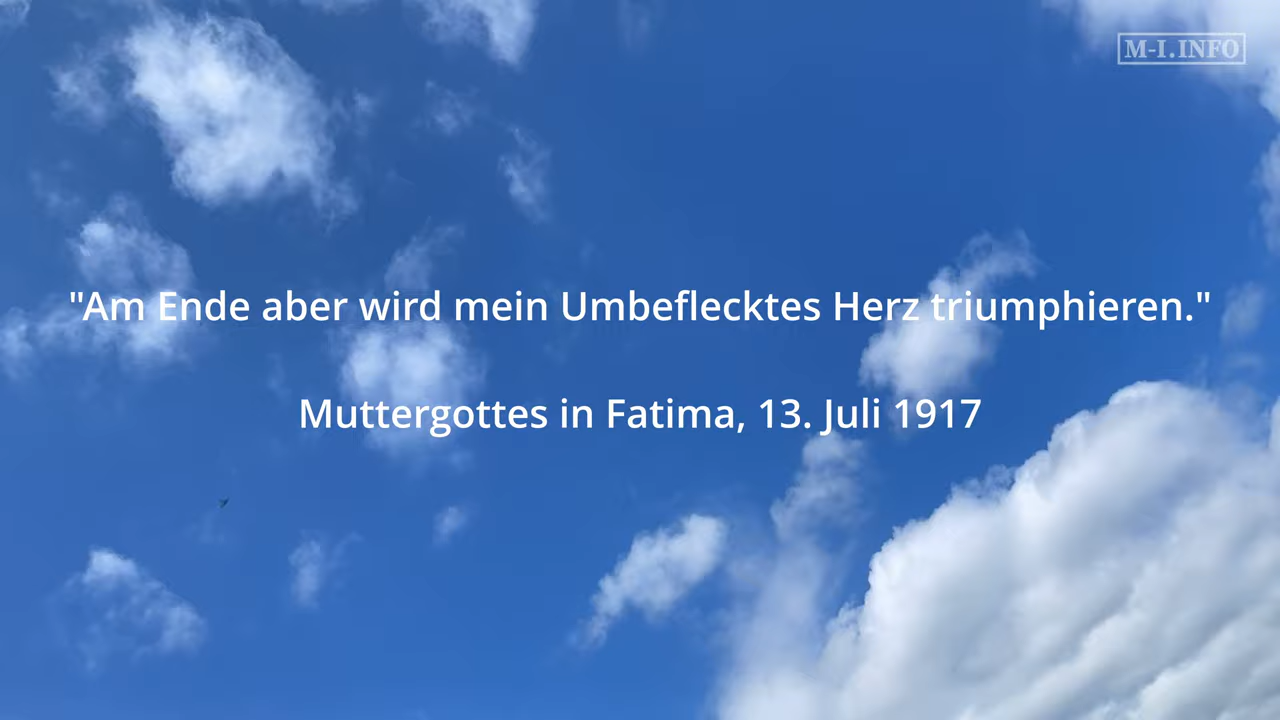 M-I.INFO
"Am Ende aber wird mein Umbeflecktes Herz triumphieren."
Muttergottes in Fatima, 13. Juli 1917